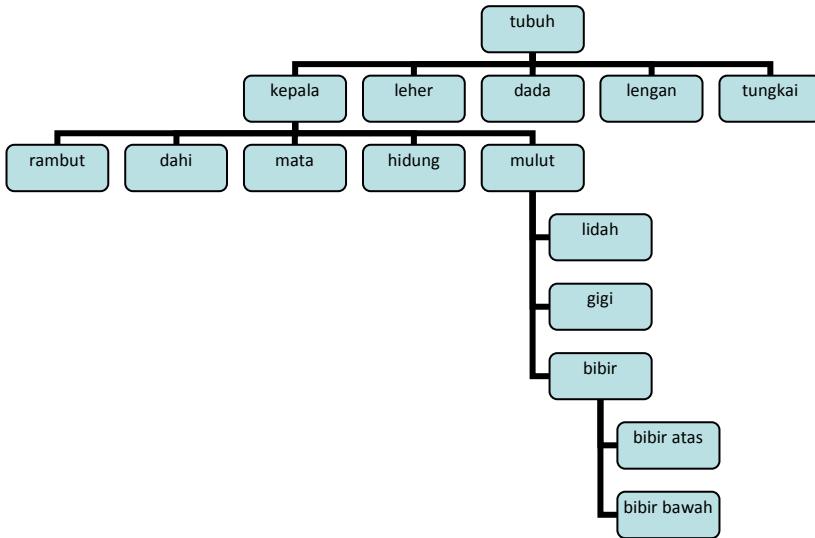 tubuh
kepala
leher
dada
lengan
tungkai
rambut
dahi
mata
hidung
mulut
lidah
gigi
bibir
bibir atas
bibir bawah